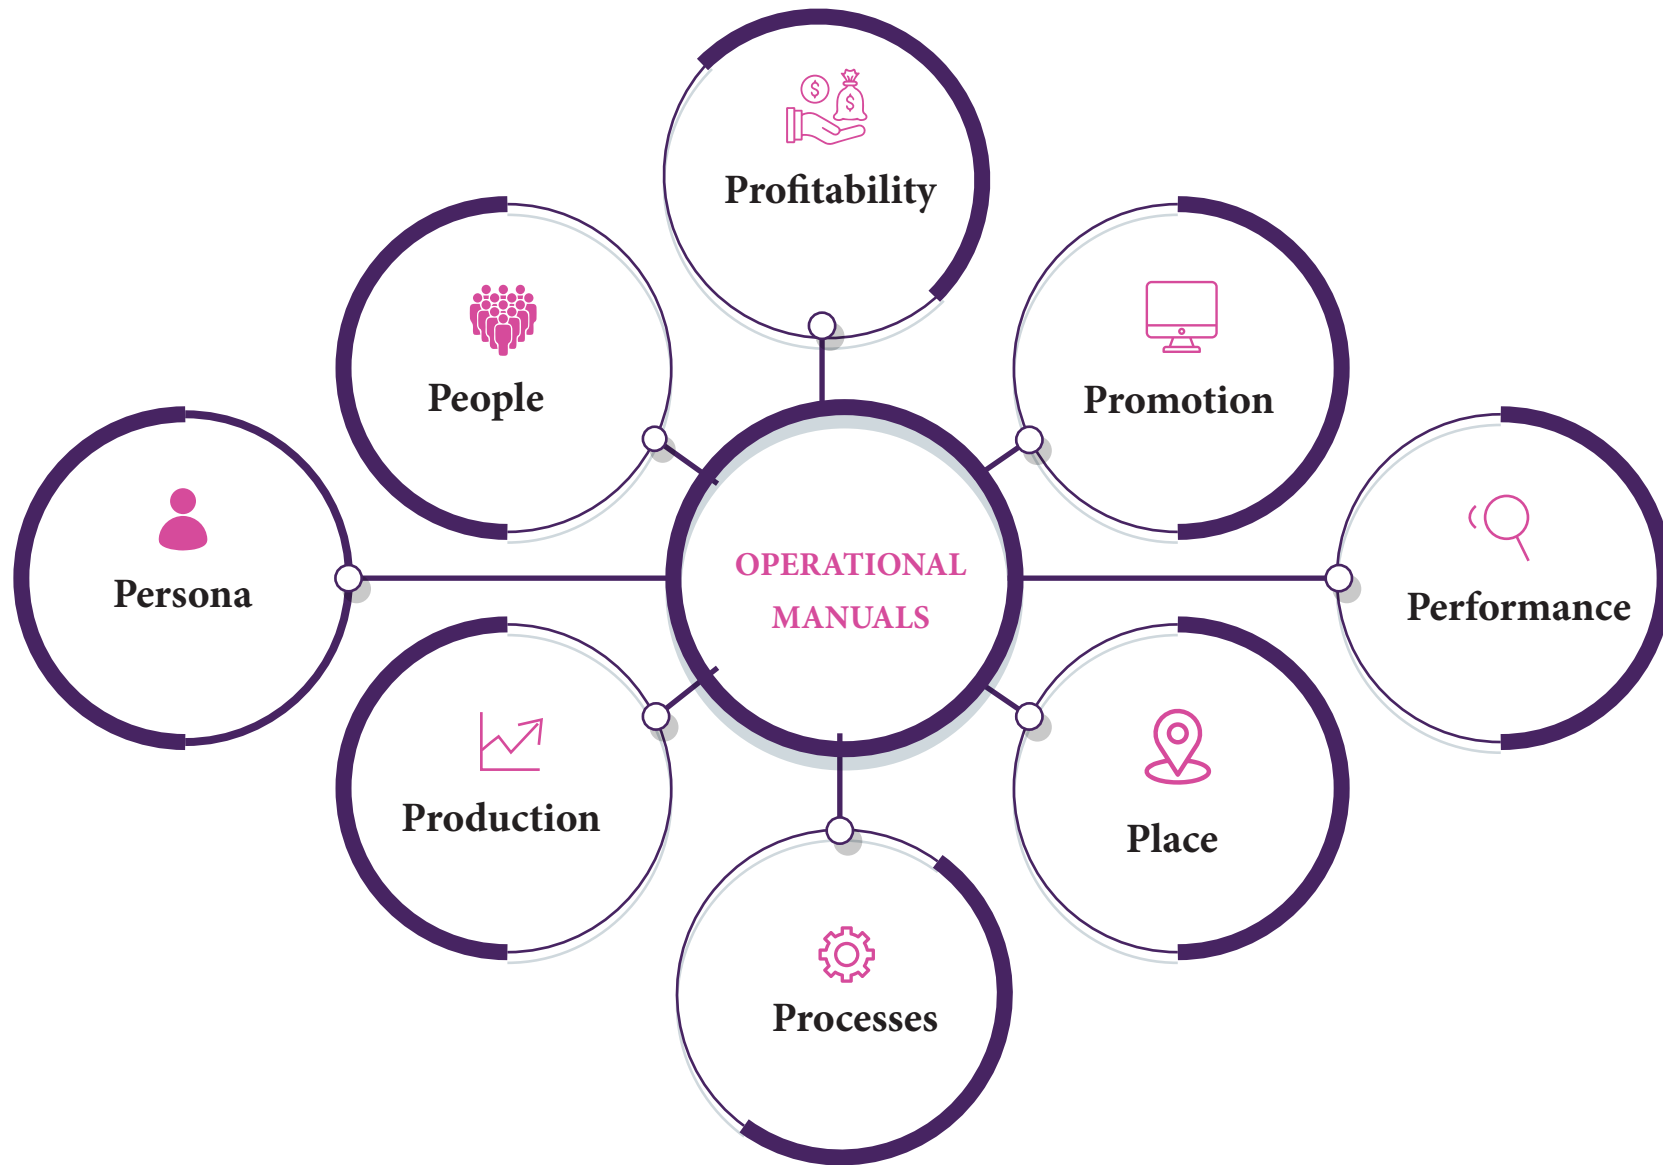 Profitability
People
Promotion
Persona
OPERATIONAL
MANUALS
Performance
Production
Place
Processes